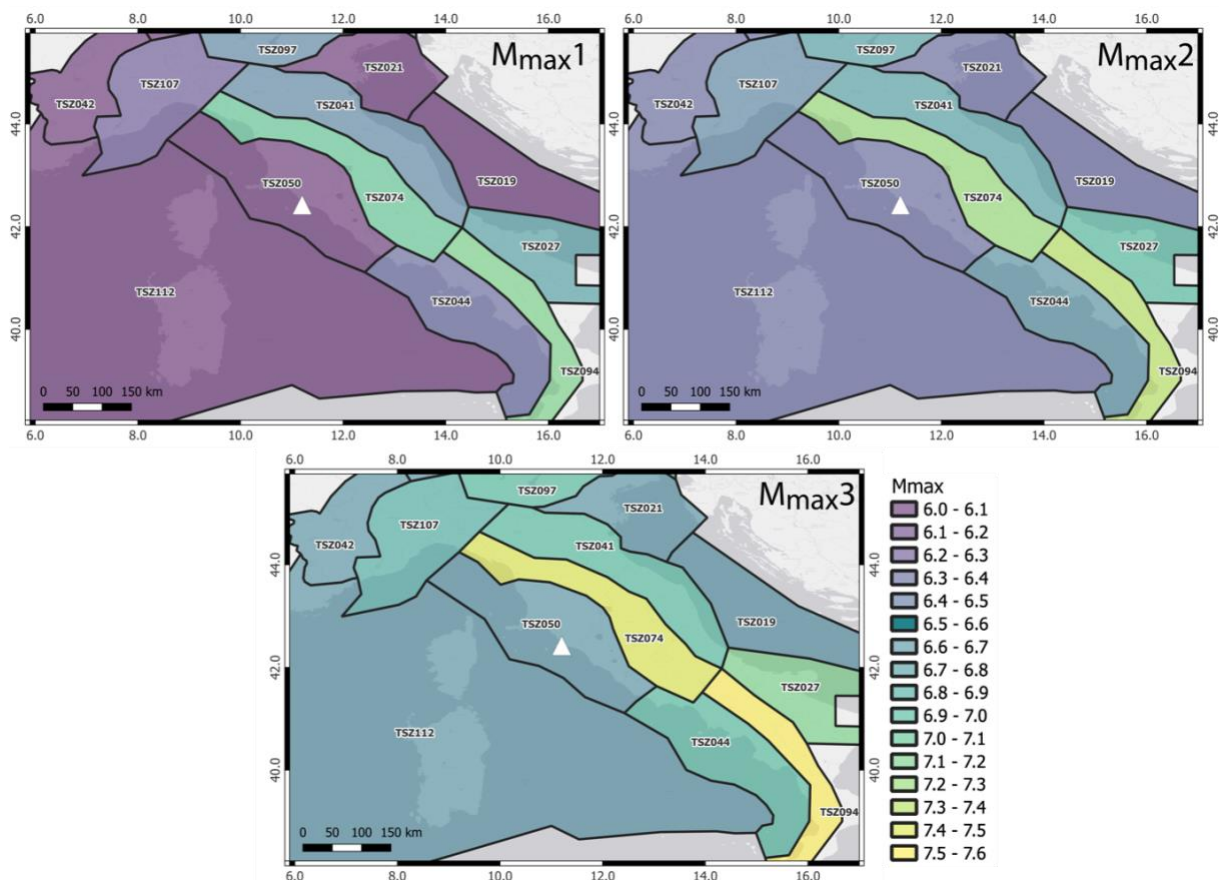 6.0 8.0 10.0 12.0 14.0 16.0
TSZ097
Mmax1
TSZ021
TSZ107
TSZ042
TSZ041
44.0
TSZ050
TSZ019
TSZ074
42.0
TSZ027
TSZ112
TSZ044
40.0
TSZ094
0 50 100 150 km
6.0 8.0 10.0 12.0 14.0 16.0
6.0 8.0 10.0 12.0 14.0 16.0
TSZ097
Mmax2
TSZ107
TSZ021
TSZ042
TSZ041
44.0
TSZ050
TSZ019
TSZ074
42.0
TSZ027
TSZ112
TSZ044
40.0
TSZ094
0 50 100 150 km
6.0 8.0 10.0 12.0 14.0 16.0
6.0 8.0 10.0 12.0 14.0 16.0
TSZ097
Mmax3
TSZ021
TSZ107
TSZ042
TSZ041
44.0 44.0
TSZ050
TSZ019
TSZ074
42.0 42.0
TSZ027
TSZ112
TSZ044
40.0 40.0
TSZ094
0 50 100 150 km
6.0 8.0 10.0 12.0 14.0 16.0
Mmax
6.0 - 6.1
6.1 - 6.2
6.2 - 6.3
6.3 - 6.4
6.4 - 6.5
6.5 - 6.6
6.6 - 6.7
6.7 - 6.8
6.8 - 6.9
6.9 - 7.0
7.0 - 7.1
7.1 - 7.2
7.2 - 7.3
7.3 - 7.4
7.4 - 7.5
7.5 - 7.6